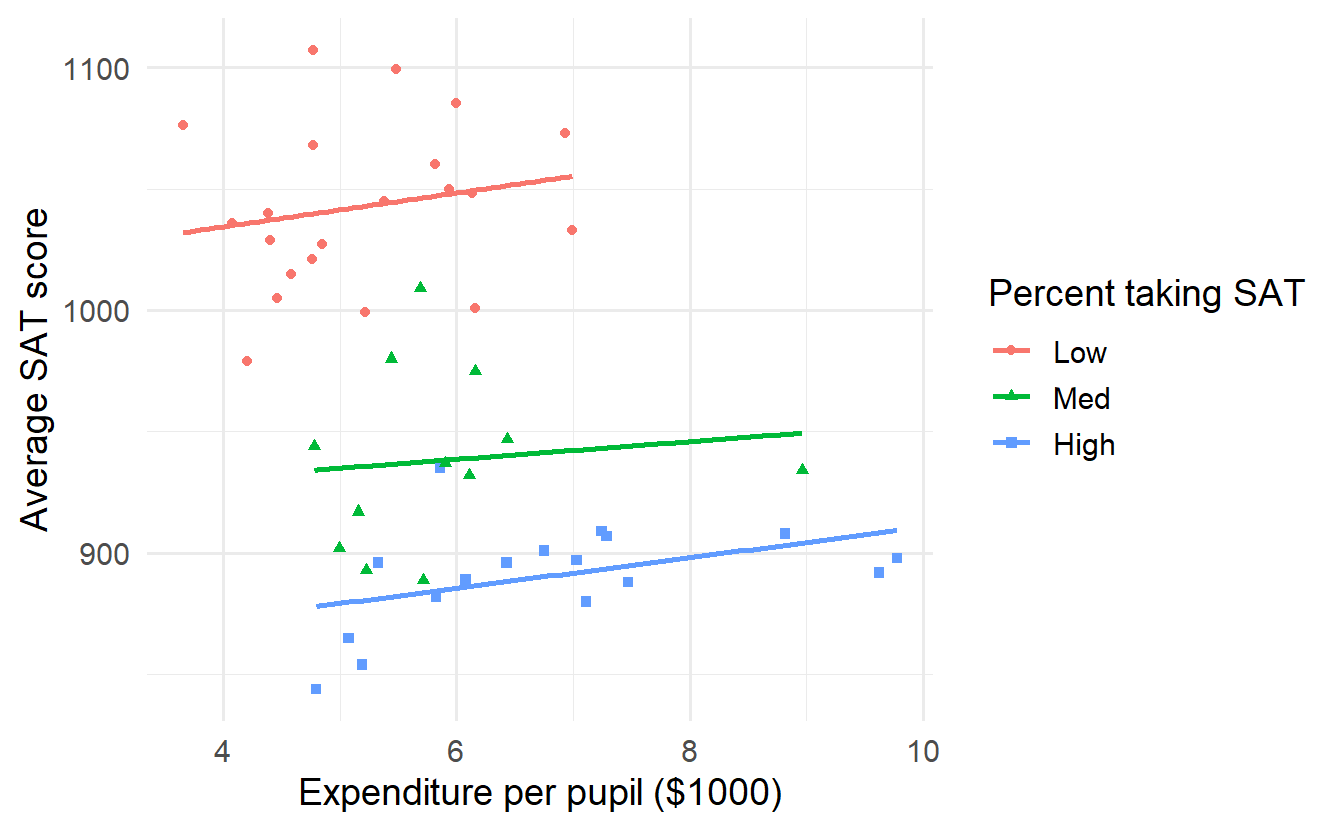 1100
1000
900
Average SAT score
4 6 8 10
Expenditure per pupil ($1000)
Percent taking SAT
Low
Med
High